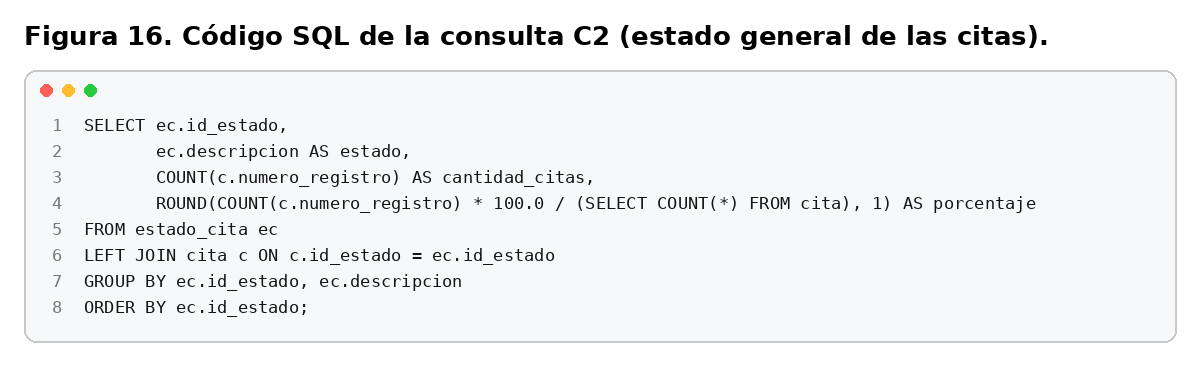 Figura 16. Código SQL de la consulta C2 (estado general de las citas).
1 SELECT ec.id_estado,
2 ec.descripcion AS estado,
3 COUNT(c.numero_registro) AS cantidad_citas,
4 ROUND(COUNT(c.numero_registro) * 100.0 / (SELECT COUNT(*) FROM cita), 1) AS porcentaje
5 FROM estado_cita ec
6 LEFT JOIN cita c ON c.id_estado = ec.id_estado
7 GROUP BY ec.id_estado, ec.descripcion
8 ORDER BY ec.id_estado;